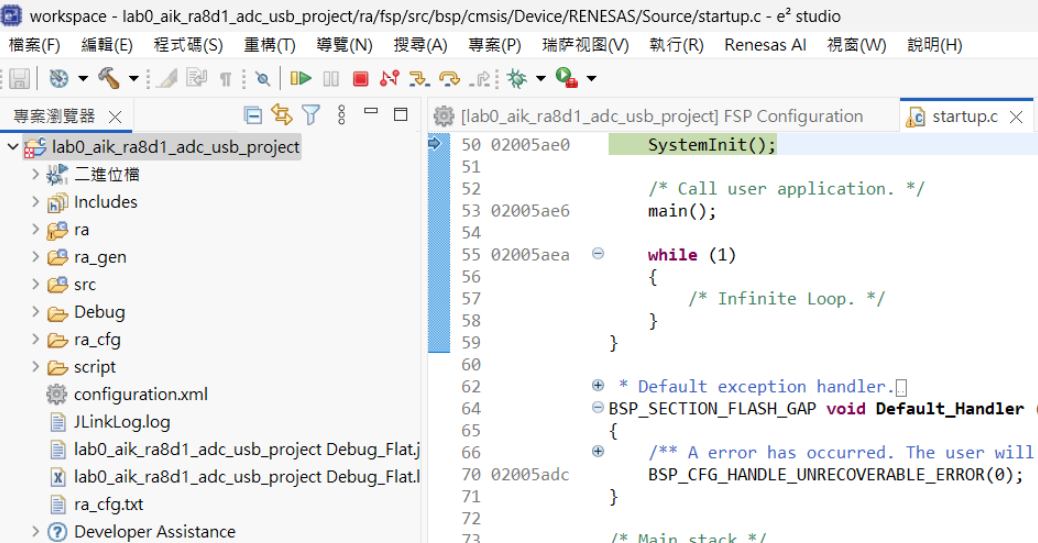 workspace - lab0_aik_ra8d1_adc_usb_project/ra/fsp/src/bsp/cmsis/Device/RENESAS/Source/startup.c - e² studio
檔案(F) 編輯(E) 程式碼(S) 重構(T) 導覽(N) 搜尋(A) 專案(P) 瑞萨视图(V) 執行(R) Renesas AI 視窗(W) 說明(H)
專案瀏覽器
lab0_aik_ra8d1_adc_usb_project
二進位檔
Includes
ra
ra_gen
src
Debug
ra_cfg
script
configuration.xml
JLinkLog.log
lab0_aik_ra8d1_adc_usb_project Debug_Flat.j
lab0_aik_ra8d1_adc_usb_project Debug_Flat.l
ra_cfg.txt
Developer Assistance
[lab0_aik_ra8d1_adc_usb_project] FSP Configuration
startup.c
50 02005ae0 SystemInit();
51
52 /* Call user application. */
53 02005ae6 main();
54
55 02005aea while (1)
56 {
57 /* Infinite Loop. */
58 }
59 }
60
62 * Default exception handler.
64 BSP_SECTION_FLASH_GAP void Default_Handler (
65 {
66 /** A error has occurred. The user will
70 02005adc BSP_CFG_HANDLE_UNRECOVERABLE_ERROR(0);
71 }
72
73 /* Main stack */